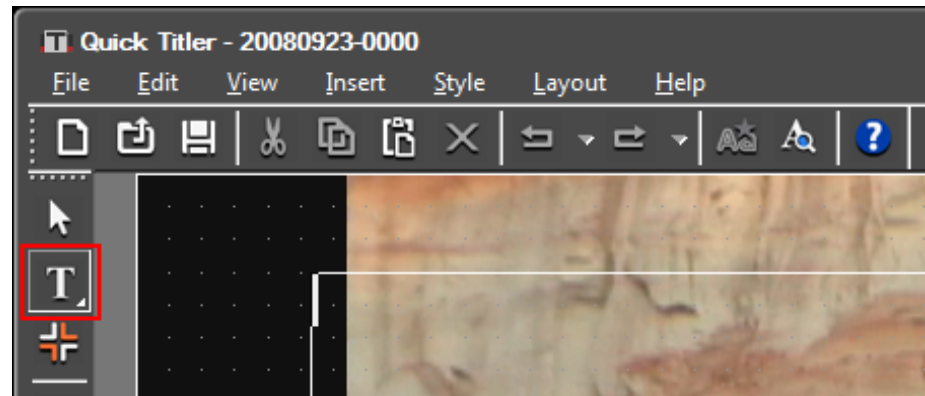 Quick Titler - 20080923-0000
File Edit View Insert Style Layout Help
T